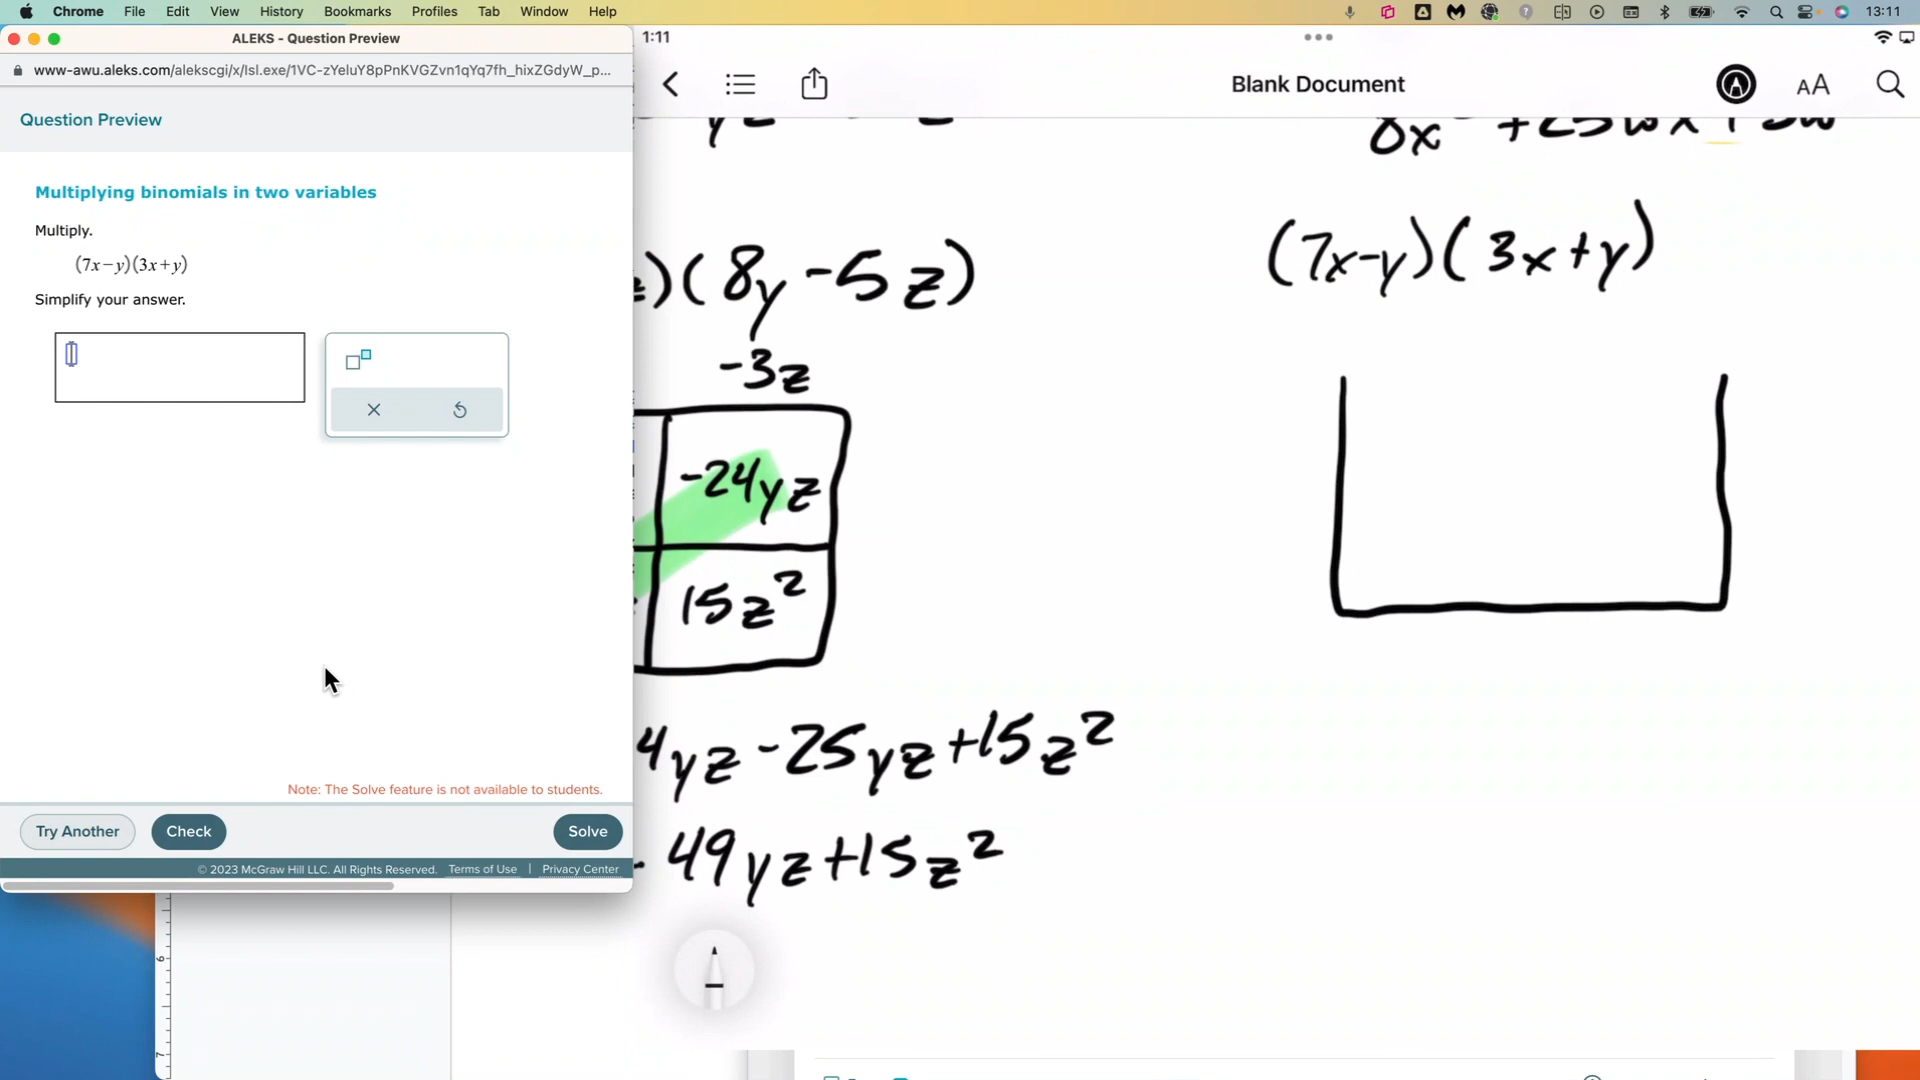 Chrome File Edit View History Bookmarks Profiles Tab Window Help 13:11
ALEKS - Question Preview
www-awu.aleks.com/alekscgi/x/Isl.exe/1VC-zYeluY8pPnKVGZvn1qYq7fh_hixZGdyW_p...
Question Preview
Multiplying binomials in two variables
Multiply.
(7x-y)(3x+y)
Simplify your answer.
Note: The Solve feature is not available to students.
Try Another Check Solve
© 2023 McGraw Hill LLC. All Rights Reserved. Terms of Use | Privacy Center
1:11
Blank Document
AA
)(8y-5z)
-3z
-24yz
15z²
4yz-25yz+15z²
-49yz+15z²
(7x-y)(3x+y)
6
7